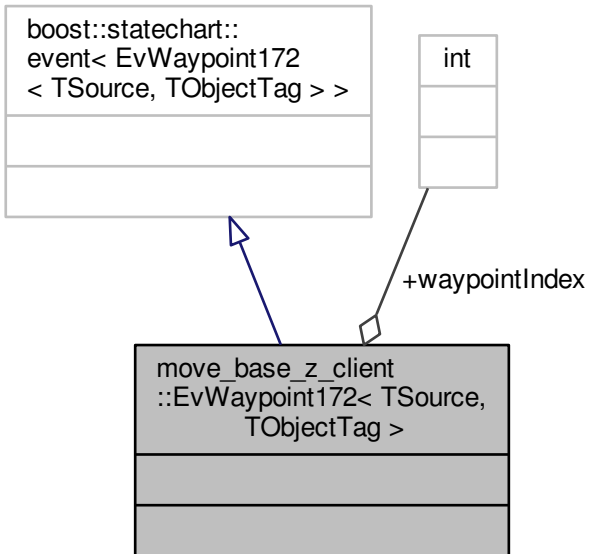 boost::statechart::
event< EvWaypoint172
< TSource, TObjectTag > >
int
+waypointIndex
move_base_z_client
::EvWaypoint172< TSource,
TObjectTag >